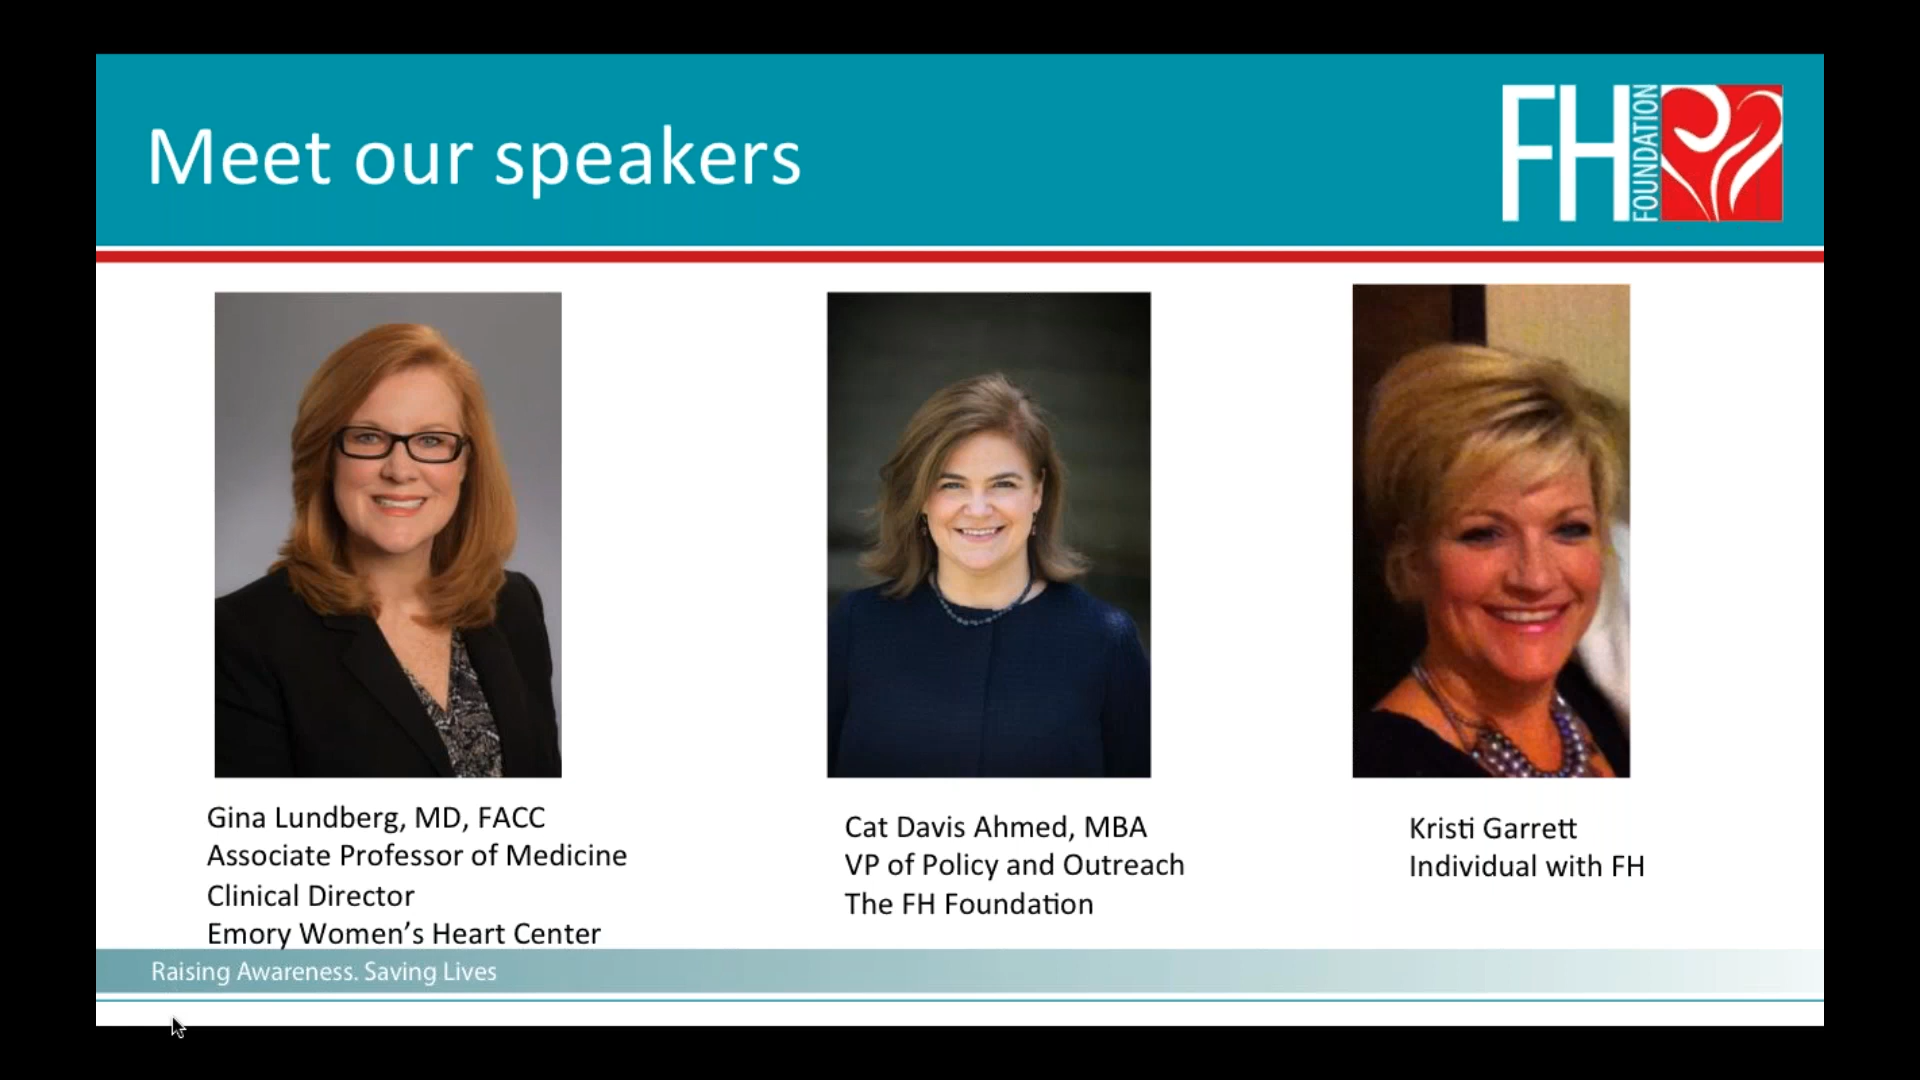 Meet our speakers
FH
FOUNDATION
Gina Lundberg, MD, FACC
Associate Professor of Medicine
Clinical Director
Emory Women’s Heart Center
Cat Davis Ahmed, MBA
VP of Policy and Outreach
The FH Foundation
Kristi Garrett
Individual with FH
Raising Awareness. Saving Lives